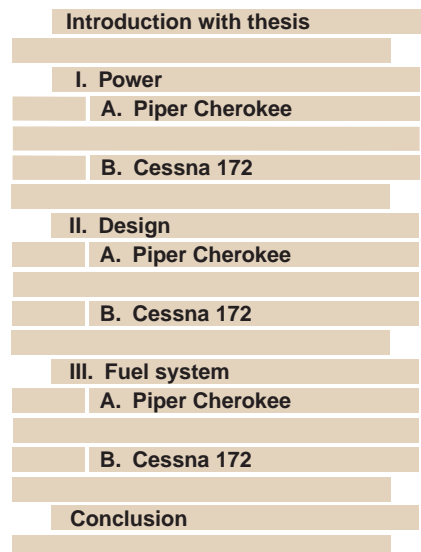 Introduction with thesis
I. Power
A. Piper Cherokee
B. Cessna 172
II. Design
A. Piper Cherokee
B. Cessna 172
III. Fuel system
A. Piper Cherokee
B. Cessna 172
Conclusion